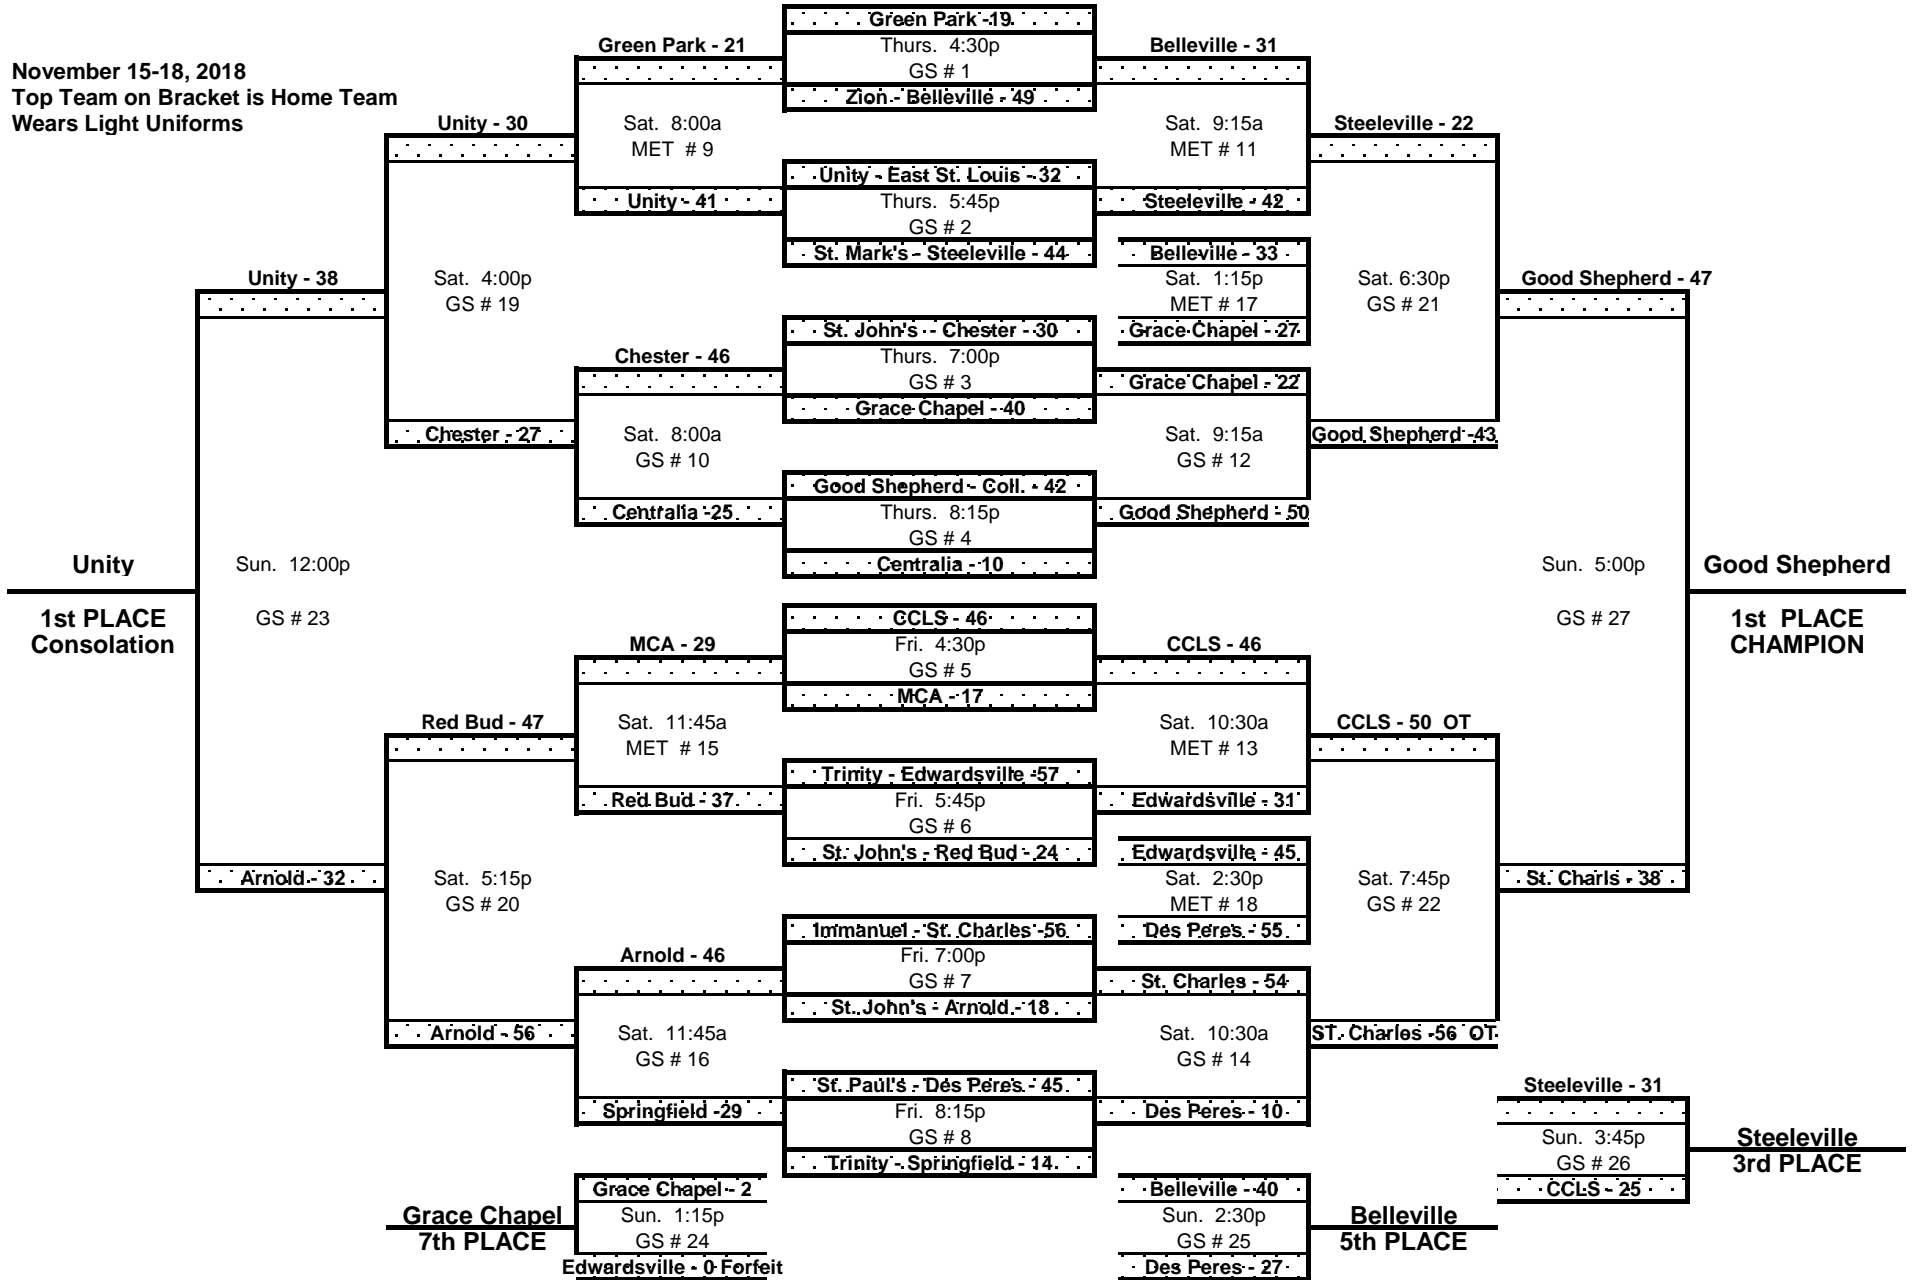 November 15-18, 2018
Top Team on Bracket is Home Team
Wears Light Uniforms
Green Park -19
Thurs. 4:30p
GS # 1
Zion - Belleville - 49
Green Park - 21
Sat. 8:00a
MET # 9
Unity - 41
Belleville - 31
Sat. 9:15a
MET # 11
Steeleville - 42
Unity - East St. Louis - 32
Thurs. 5:45p
GS # 2
St. Mark's - Steeleville - 44
Unity - 30
Sat. 4:00p
GS # 19
Chester - 27
Steeleville - 22
Sat. 6:30p
GS # 21
Good Shepherd -43
Belleville - 33
Sat. 1:15p
MET # 17
Grace Chapel - 27
St. John's - Chester - 30
Thurs. 7:00p
GS # 3
Grace Chapel - 40
Chester - 46
Sat. 8:00a
GS # 10
Centralia -25
Grace Chapel - 22
Sat. 9:15a
GS # 12
Good Shepherd - 50
Good Shepherd - Coll. - 42
Thurs. 8:15p
GS # 4
Centralia - 10
Unity - 38
Sun. 12:00p
GS # 23
Arnold - 32
Unity
1st PLACE
Consolation
Good Shepherd - 47
Sun. 5:00p
GS # 27
St. Charls - 38
Good Shepherd
1st PLACE
CHAMPION
CCLS - 46
Fri. 4:30p
GS # 5
MCA - 17
MCA - 29
Sat. 11:45a
MET # 15
Red Bud - 37
CCLS - 46
Sat. 10:30a
MET # 13
Edwardsville - 31
Trinity - Edwardsville -57
Fri. 5:45p
GS # 6
St. John's - Red Bud - 24
Red Bud - 47
Sat. 5:15p
GS # 20
Arnold - 56
CCLS - 50 OT
Sat. 7:45p
GS # 22
ST. Charles -56 OT
Edwardsville - 45
Sat. 2:30p
MET # 18
Des Peres - 55
Immanuel - St. Charles -56
Fri. 7:00p
GS # 7
St. John's - Arnold - 18
Arnold - 46
Sat. 11:45a
GS # 16
Springfield -29
St. Charles - 54
Sat. 10:30a
GS # 14
Des Peres - 10
St. Paul's - Des Peres - 45
Fri. 8:15p
GS # 8
Trinity - Springfield - 14
Steeleville - 31
Sun. 3:45p
GS # 26
CCLS - 25
Steeleville
3rd PLACE
Grace Chapel - 2
Sun. 1:15p
GS # 24
Edwardsville - 0 Forfeit
Grace Chapel
7th PLACE
Belleville - 40
Sun. 2:30p
GS # 25
Des Peres - 27
Belleville
5th PLACE